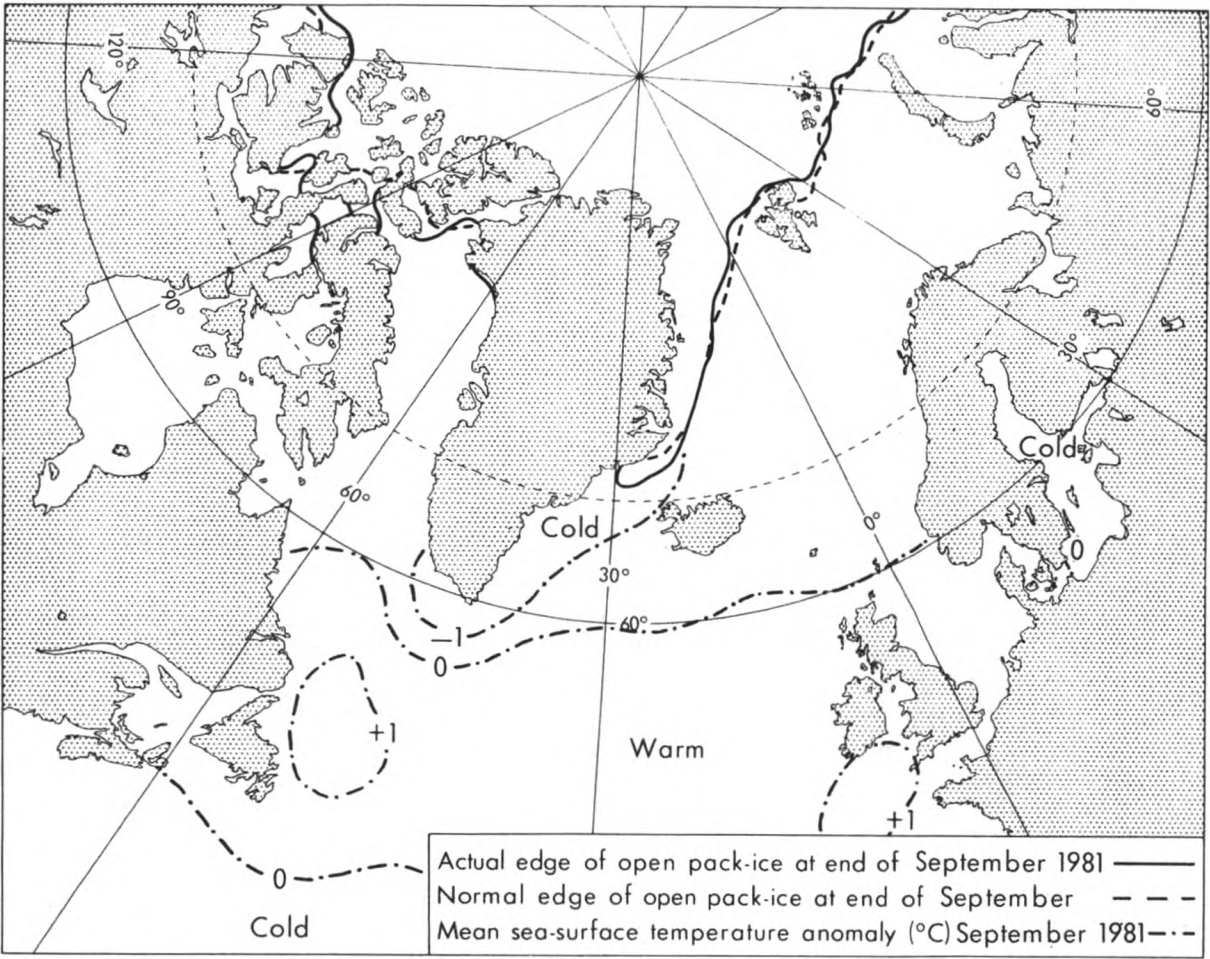 120°
60°
90°
30°
Cold
60°
Cold
0°
0
30°
60°
−1
0
+1
Warm
+1
0
Cold
Actual edge of open pack-ice at end of September 1981
Normal edge of open pack-ice at end of September
Mean sea-surface temperature anomaly (°C) September 1981